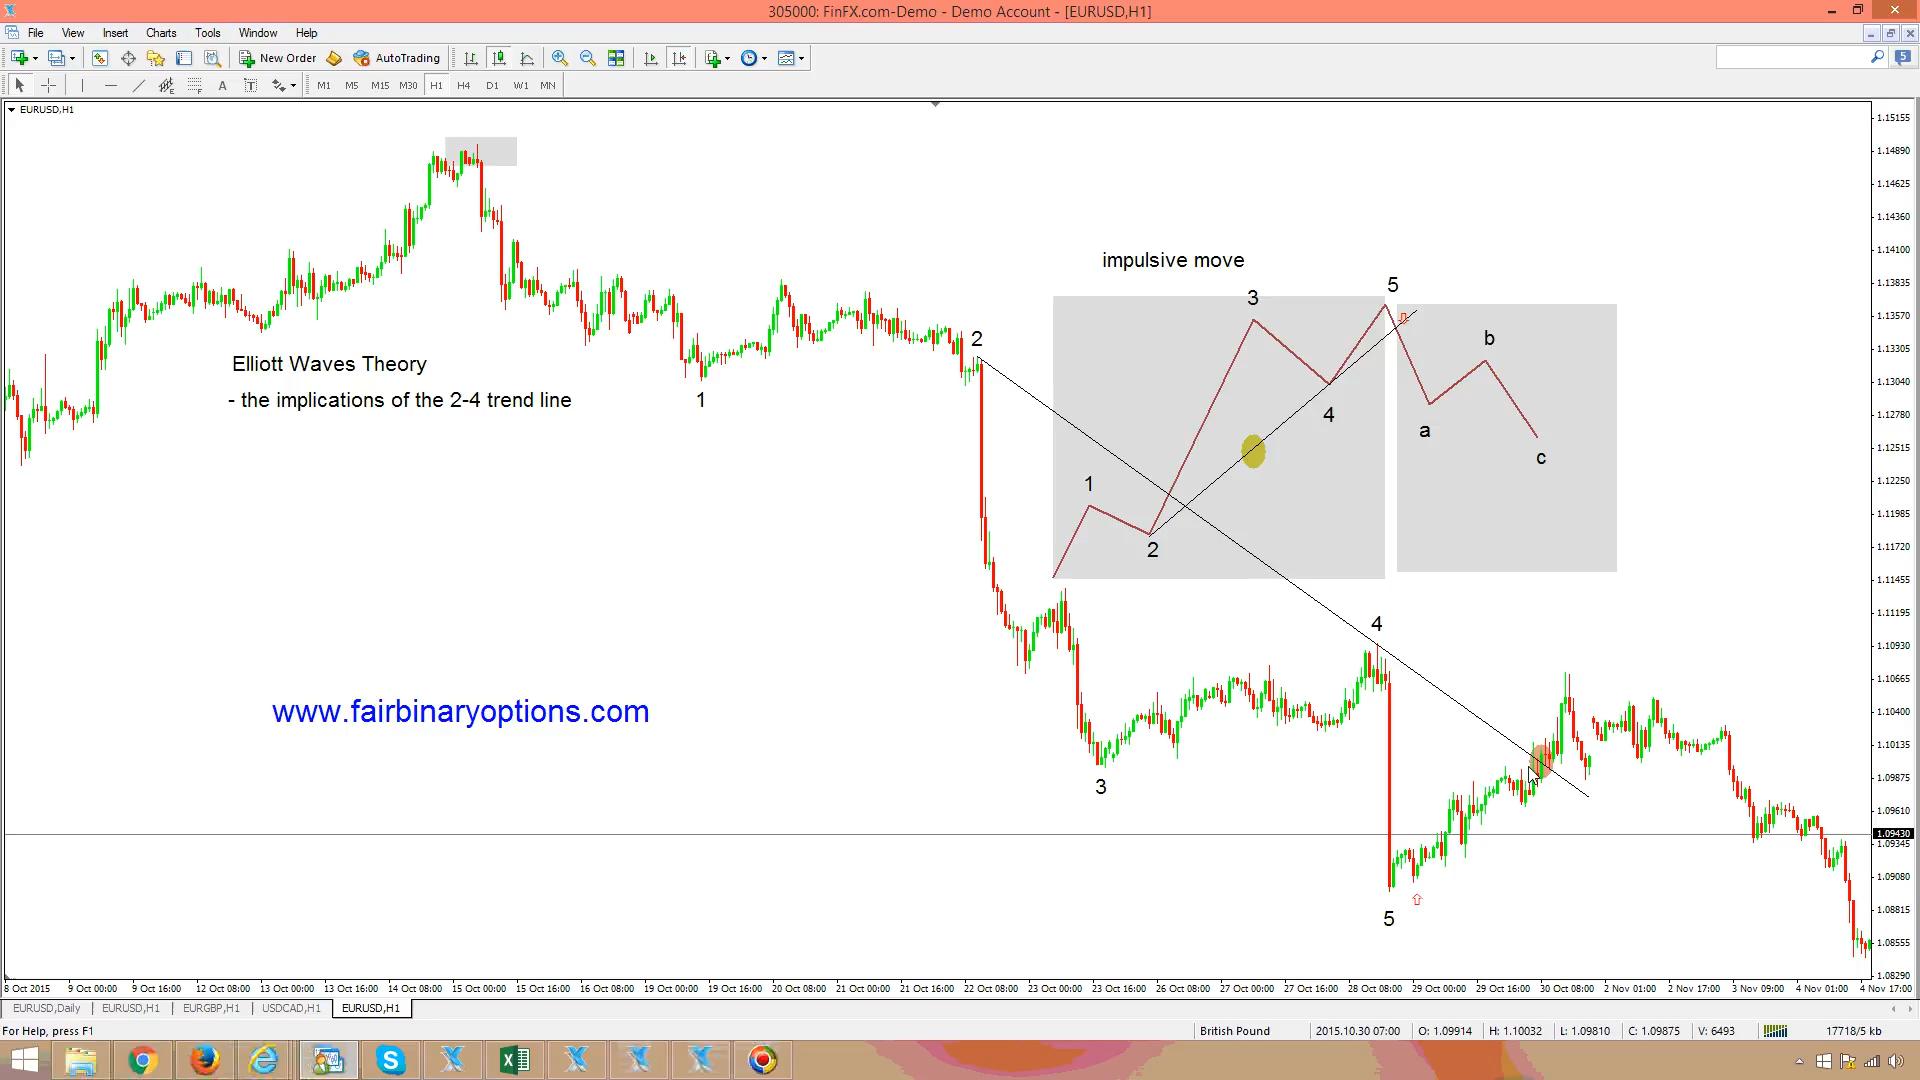 305000: FinFX.com-Demo - Demo Account - [EURUSD,H1]
File View Insert Charts Tools Window Help
New Order AutoTrading
5
A T M1 M5 M15 M30 H1 H4 D1 W1 MN
EURUSD,H1
1.15155
1.14890
1.14625
1.14360
1.14100
1.13835
1.13570
1.13305
1.13040
1.12780
1.12515
1.12250
1.11985
1.11720
1.11455
1.11195
1.10930
1.10665
1.10400
1.10135
1.09875
1.09610
1.09430
1.09345
1.09080
1.08815
1.08555
1.08290
impulsive move
5
3
2
b
Elliott Waves Theory
- the implications of the 2-4 trend line
1
4
a
c
1
2
4
www.fairbinaryoptions.com
3
5
8 Oct 2015 9 Oct 00:00 9 Oct 16:00 12 Oct 08:00 13 Oct 00:00 13 Oct 16:00 14 Oct 08:00 15 Oct 00:00 15 Oct 16:00 16 Oct 08:00 19 Oct 00:00 19 Oct 16:00 20 Oct 08:00 21 Oct 00:00 21 Oct 16:00 22 Oct 08:00 23 Oct 00:00 23 Oct 16:00 26 Oct 08:00 27 Oct 00:00 27 Oct 16:00 28 Oct 08:00 29 Oct 00:00 29 Oct 16:00 30 Oct 08:00 2 Nov 01:00 2 Nov 17:00 3 Nov 09:00 4 Nov 01:00 4 Nov 17:00
EURUSD,Daily EURUSD,H1 EURGBP,H1 USDCAD,H1 EURUSD,H1
For Help, press F1 British Pound 2015.10.30 07:00 O: 1.09914 H: 1.10032 L: 1.09810 C: 1.09875 V: 6493 17718/5 kb